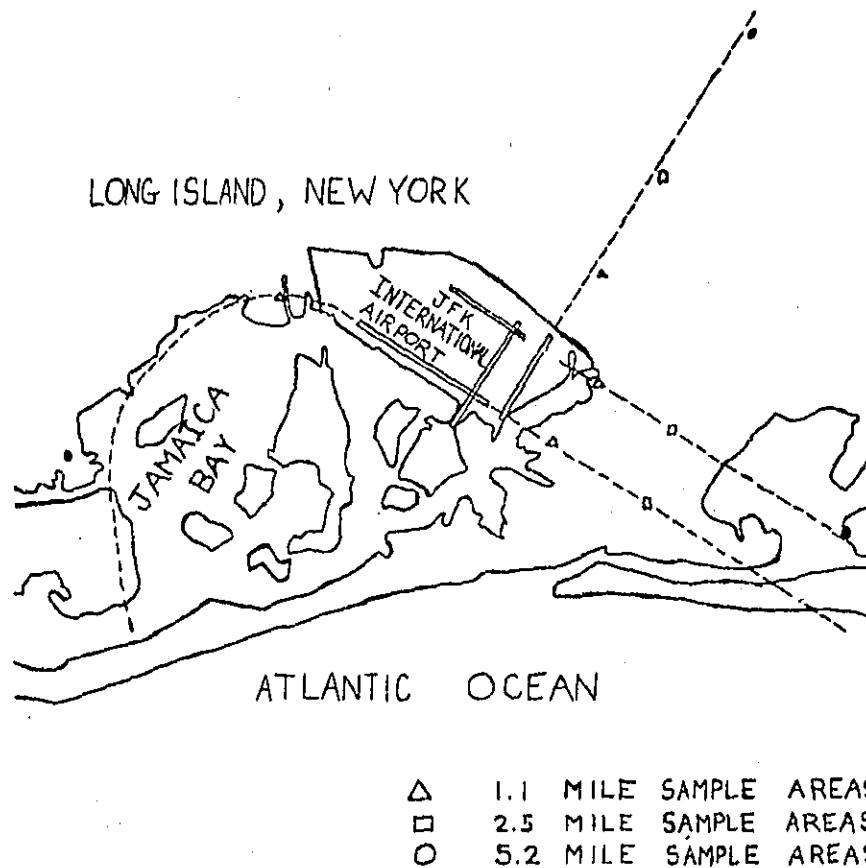 LONG ISLAND, NEW YORK
JFK
INTERNATIONAL
AIRPORT
JAMAICA
BAY
ATLANTIC OCEAN
△ 1.1 MILE SAMPLE AREAS
□ 2.5 MILE SAMPLE AREAS
○ 5.2 MILE SAMPLE AREAS